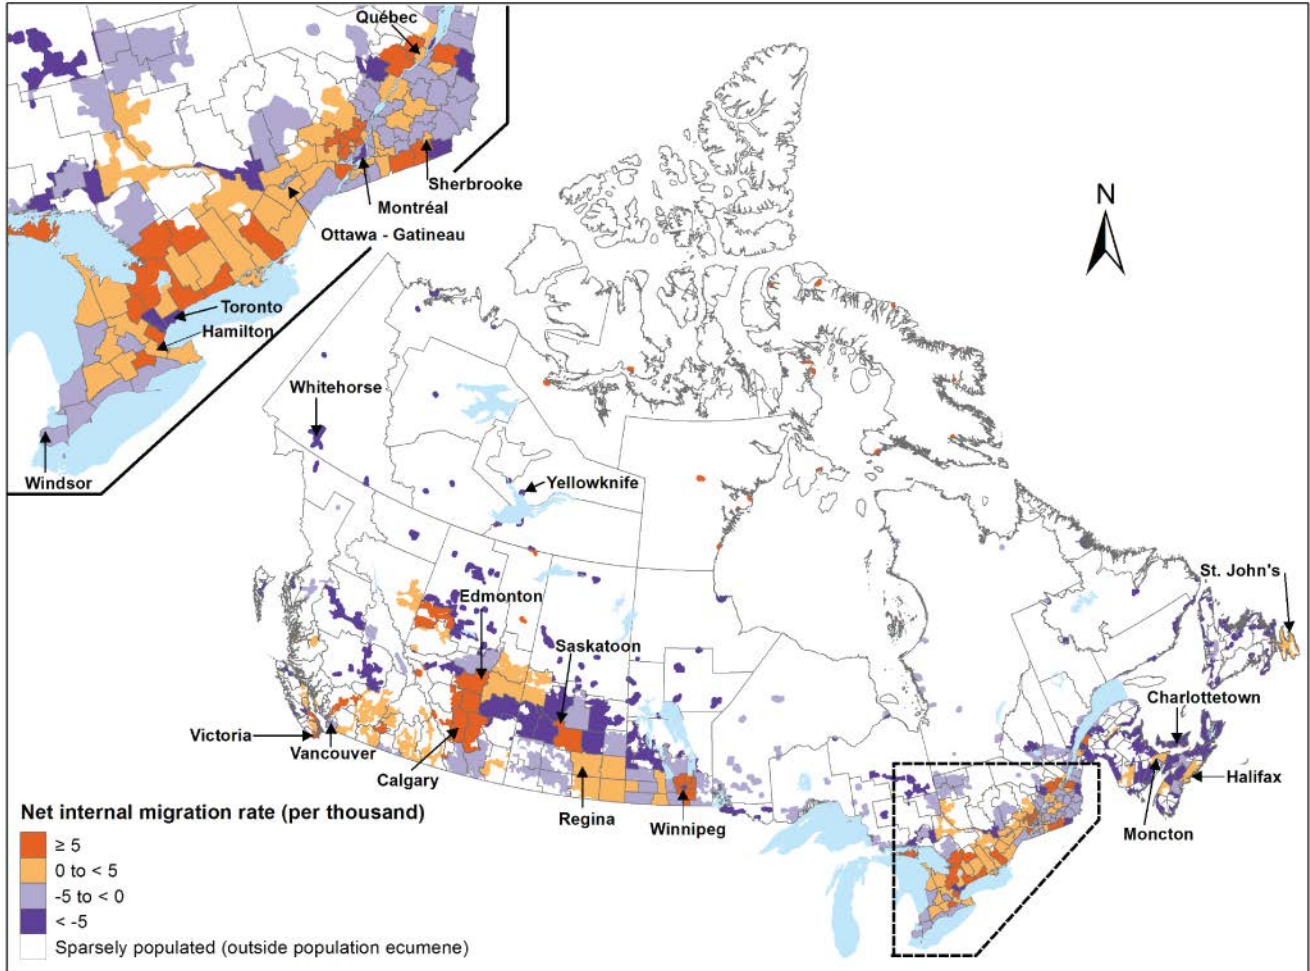 Québec
Sherbrooke
Montréal
Ottawa - Gatineau
Toronto
Hamilton
Windsor
N
Whitehorse
Yellowknife
Edmonton
Saskatoon
St. John's
Charlottetown
Victoria
Vancouver
Calgary
Halifax
Regina
Winnipeg
Moncton
Net internal migration rate (per thousand)
≥ 5
0 to < 5
-5 to < 0
< -5
Sparsely populated (outside population ecumene)